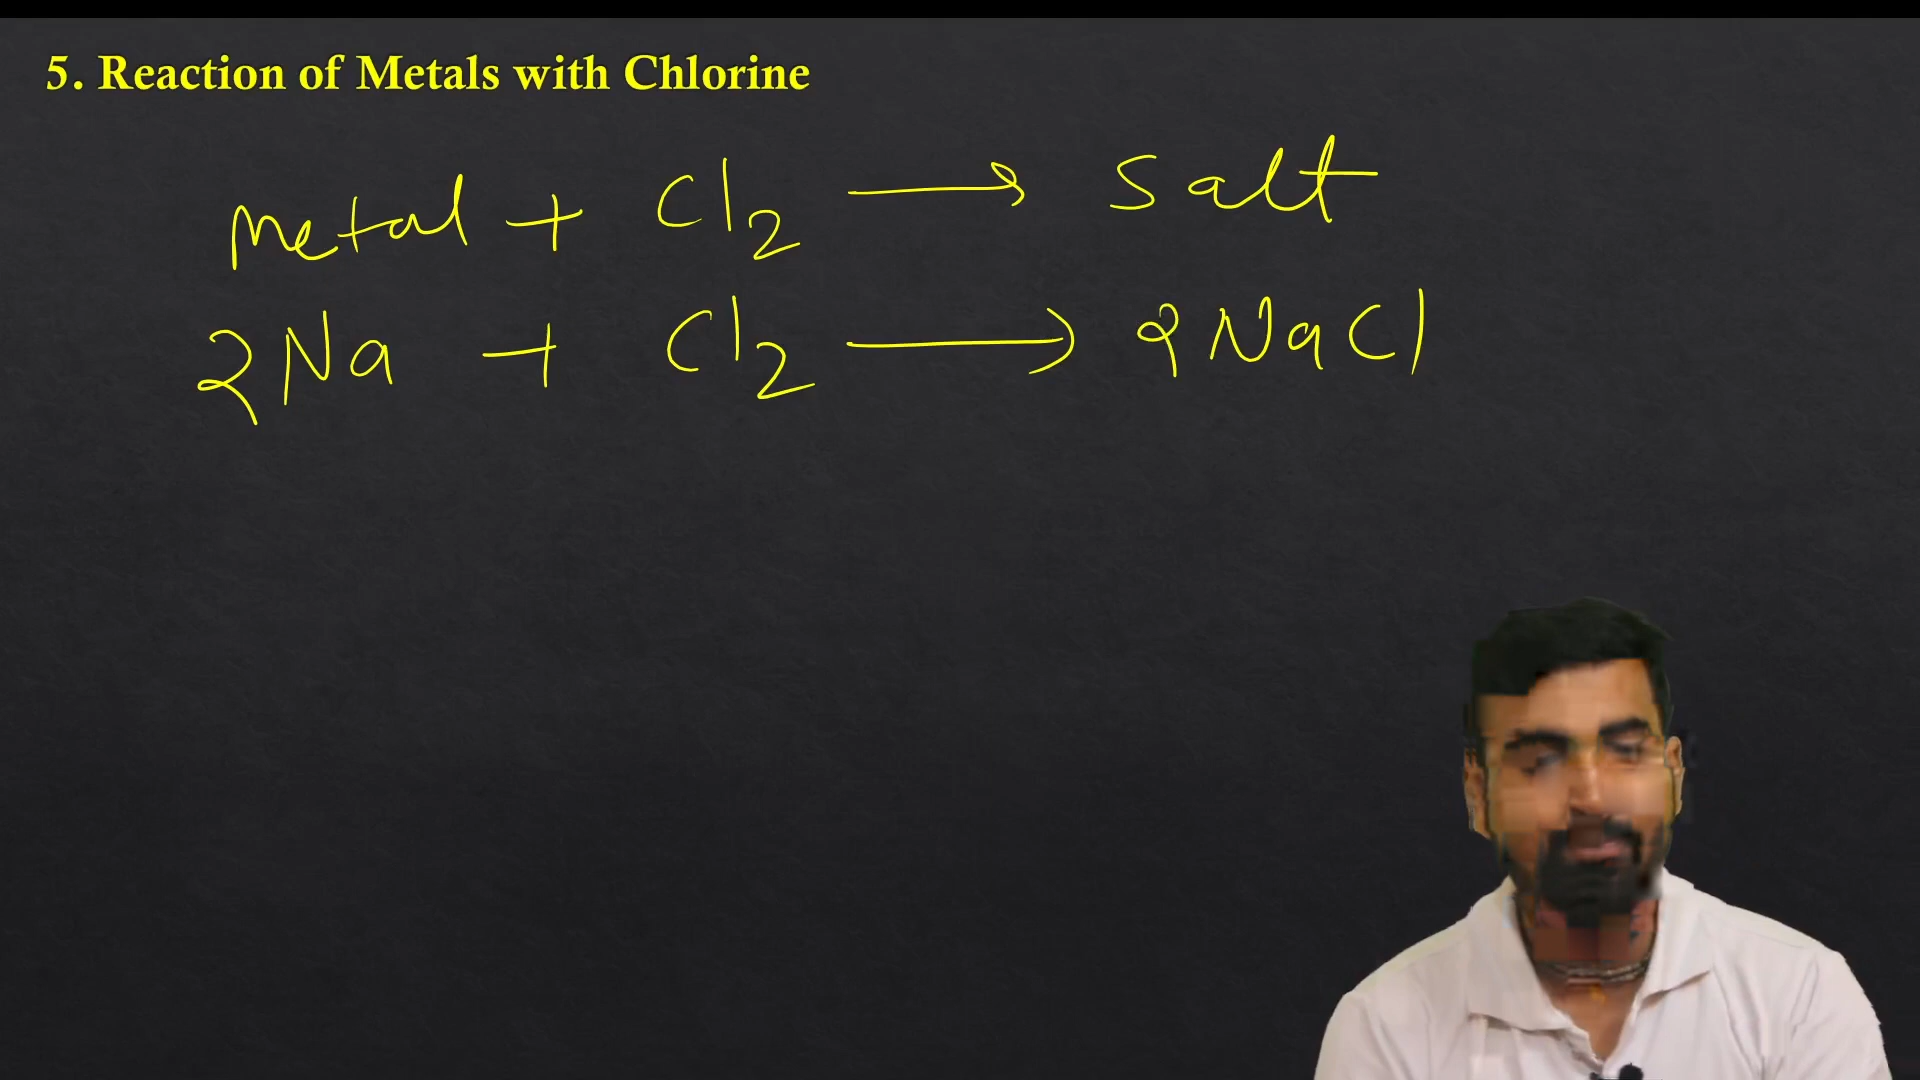 5. Reaction of Metals with Chlorine
Metal + Cl₂ → Salt
2Na + Cl₂ → 2NaCl